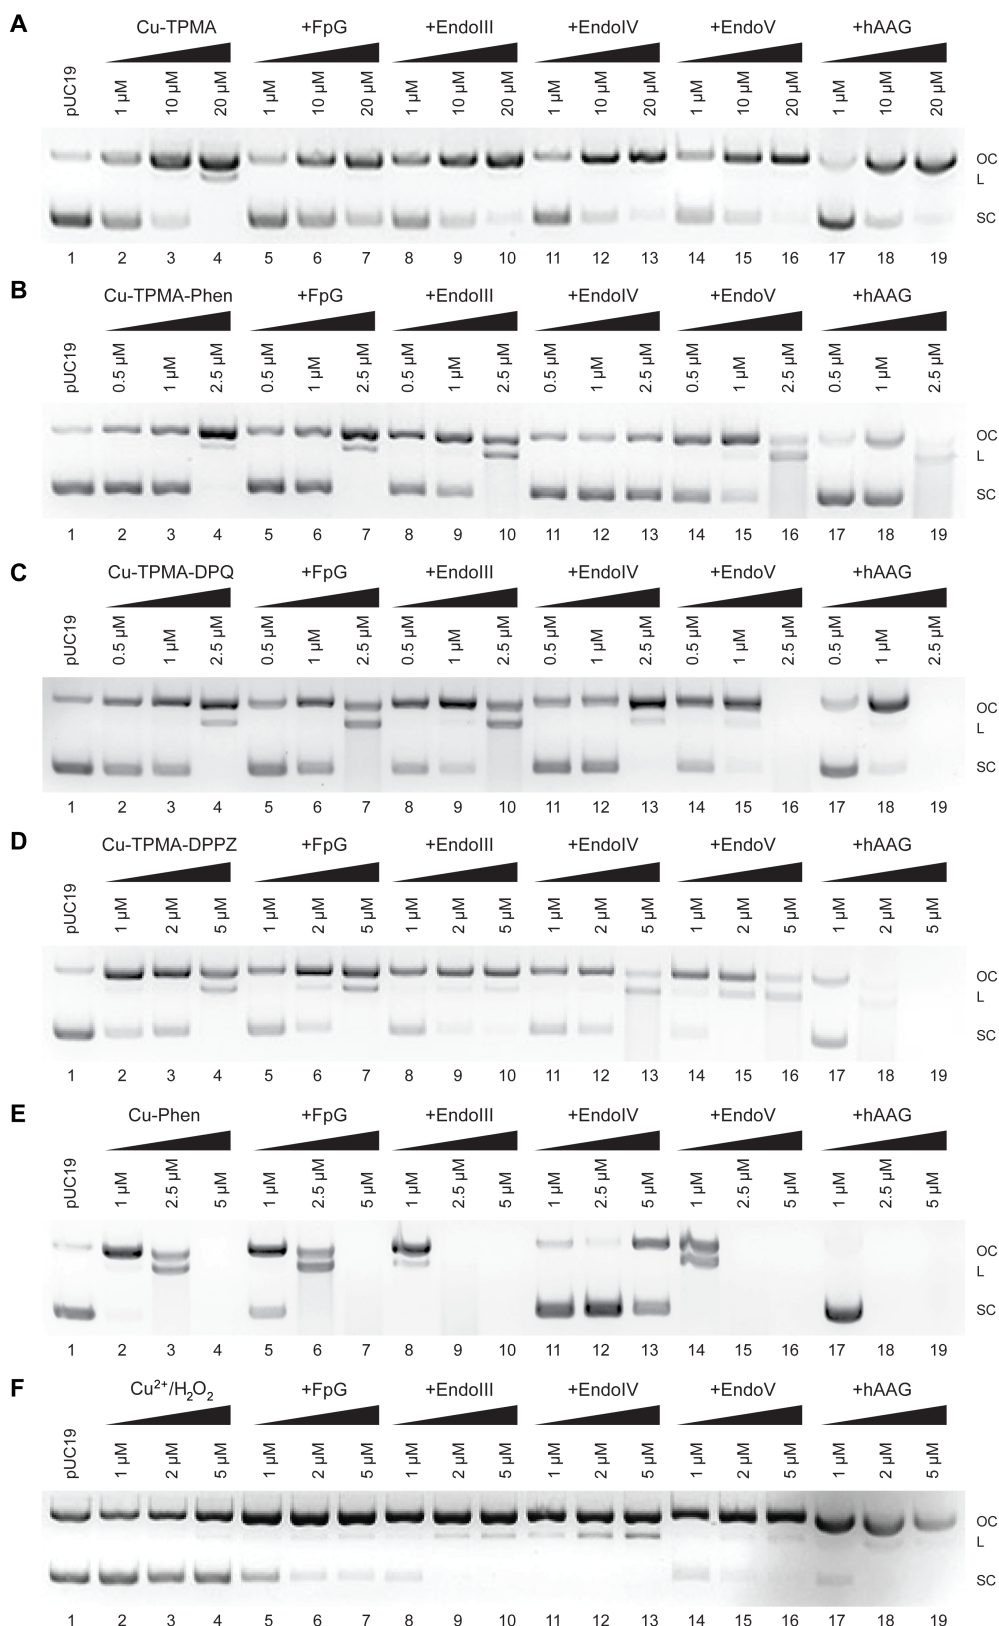 A
Cu-TPMA +FpG +EndoIII +EndoIV +EndoV +hAAG
pUC19 1 µM 10 µM 20 µM 1 µM 10 µM 20 µM 1 µM 10 µM 20 µM 1 µM 10 µM 20 µM 1 µM 10 µM 20 µM 1 µM 10 µM 20 µM
OC
L
SC
1 2 3 4 5 6 7 8 9 10 11 12 13 14 15 16 17 18 19
B
Cu-TPMA-Phen +FpG +EndoIII +EndoIV +EndoV +hAAG
pUC19 0.5 µM 1 µM 2.5 µM 0.5 µM 1 µM 2.5 µM 0.5 µM 1 µM 2.5 µM 0.5 µM 1 µM 2.5 µM 0.5 µM 1 µM 2.5 µM 0.5 µM 1 µM 2.5 µM
OC
L
SC
1 2 3 4 5 6 7 8 9 10 11 12 13 14 15 16 17 18 19
C
Cu-TPMA-DPQ +FpG +EndoIII +EndoIV +EndoV +hAAG
pUC19 0.5 µM 1 µM 2.5 µM 0.5 µM 1 µM 2.5 µM 0.5 µM 1 µM 2.5 µM 0.5 µM 1 µM 2.5 µM 0.5 µM 1 µM 2.5 µM 0.5 µM 1 µM 2.5 µM
OC
L
SC
1 2 3 4 5 6 7 8 9 10 11 12 13 14 15 16 17 18 19
D
Cu-TPMA-DPPZ +FpG +EndoIII +EndoIV +EndoV +hAAG
pUC19 1 µM 2 µM 5 µM 1 µM 2 µM 5 µM 1 µM 2 µM 5 µM 1 µM 2 µM 5 µM 1 µM 2 µM 5 µM 1 µM 2 µM 5 µM
OC
L
SC
1 2 3 4 5 6 7 8 9 10 11 12 13 14 15 16 17 18 19
E
Cu-Phen +FpG +EndoIII +EndoIV +EndoV +hAAG
pUC19 1 µM 2.5 µM 5 µM 1 µM 2.5 µM 5 µM 1 µM 2.5 µM 5 µM 1 µM 2.5 µM 5 µM 1 µM 2.5 µM 5 µM 1 µM 2.5 µM 5 µM
OC
L
SC
1 2 3 4 5 6 7 8 9 10 11 12 13 14 15 16 17 18 19
F
Cu²⁺/H₂O₂ +FpG +EndoIII +EndoIV +EndoV +hAAG
pUC19 1 µM 2 µM 5 µM 1 µM 2 µM 5 µM 1 µM 2 µM 5 µM 1 µM 2 µM 5 µM 1 µM 2 µM 5 µM 1 µM 2 µM 5 µM
OC
L
SC
1 2 3 4 5 6 7 8 9 10 11 12 13 14 15 16 17 18 19